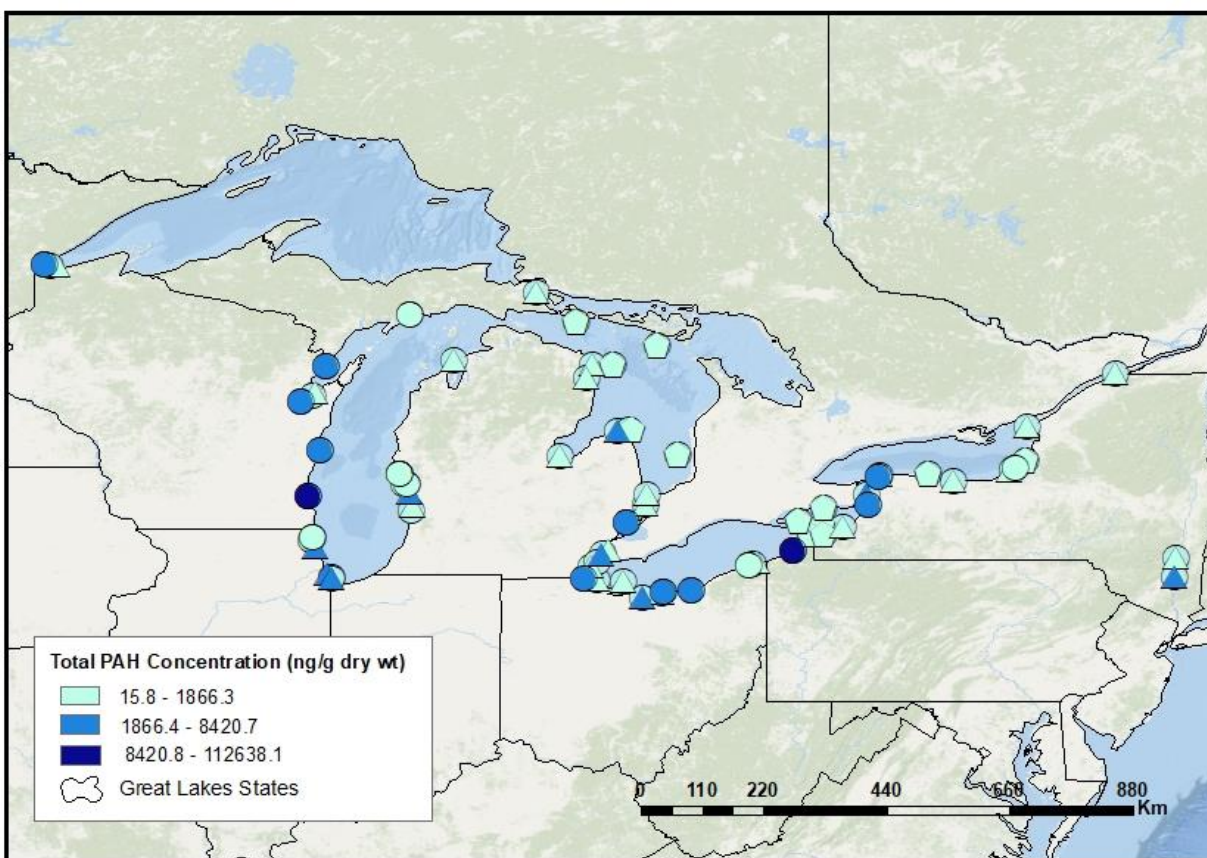 Total PAH Concentration (ng/g dry wt)
15.8 - 1866.3
1866.4 - 8420.7
8420.8 - 112638.1
Great Lakes States
0 110 220 440 660 880
Km